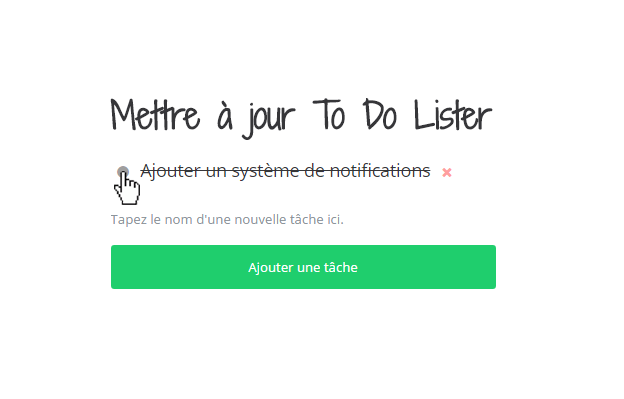 Mettre à jour To Do Lister
Ajouter un système de notifications
Tapez le nom d'une nouvelle tâche ici.
Ajouter une tâche